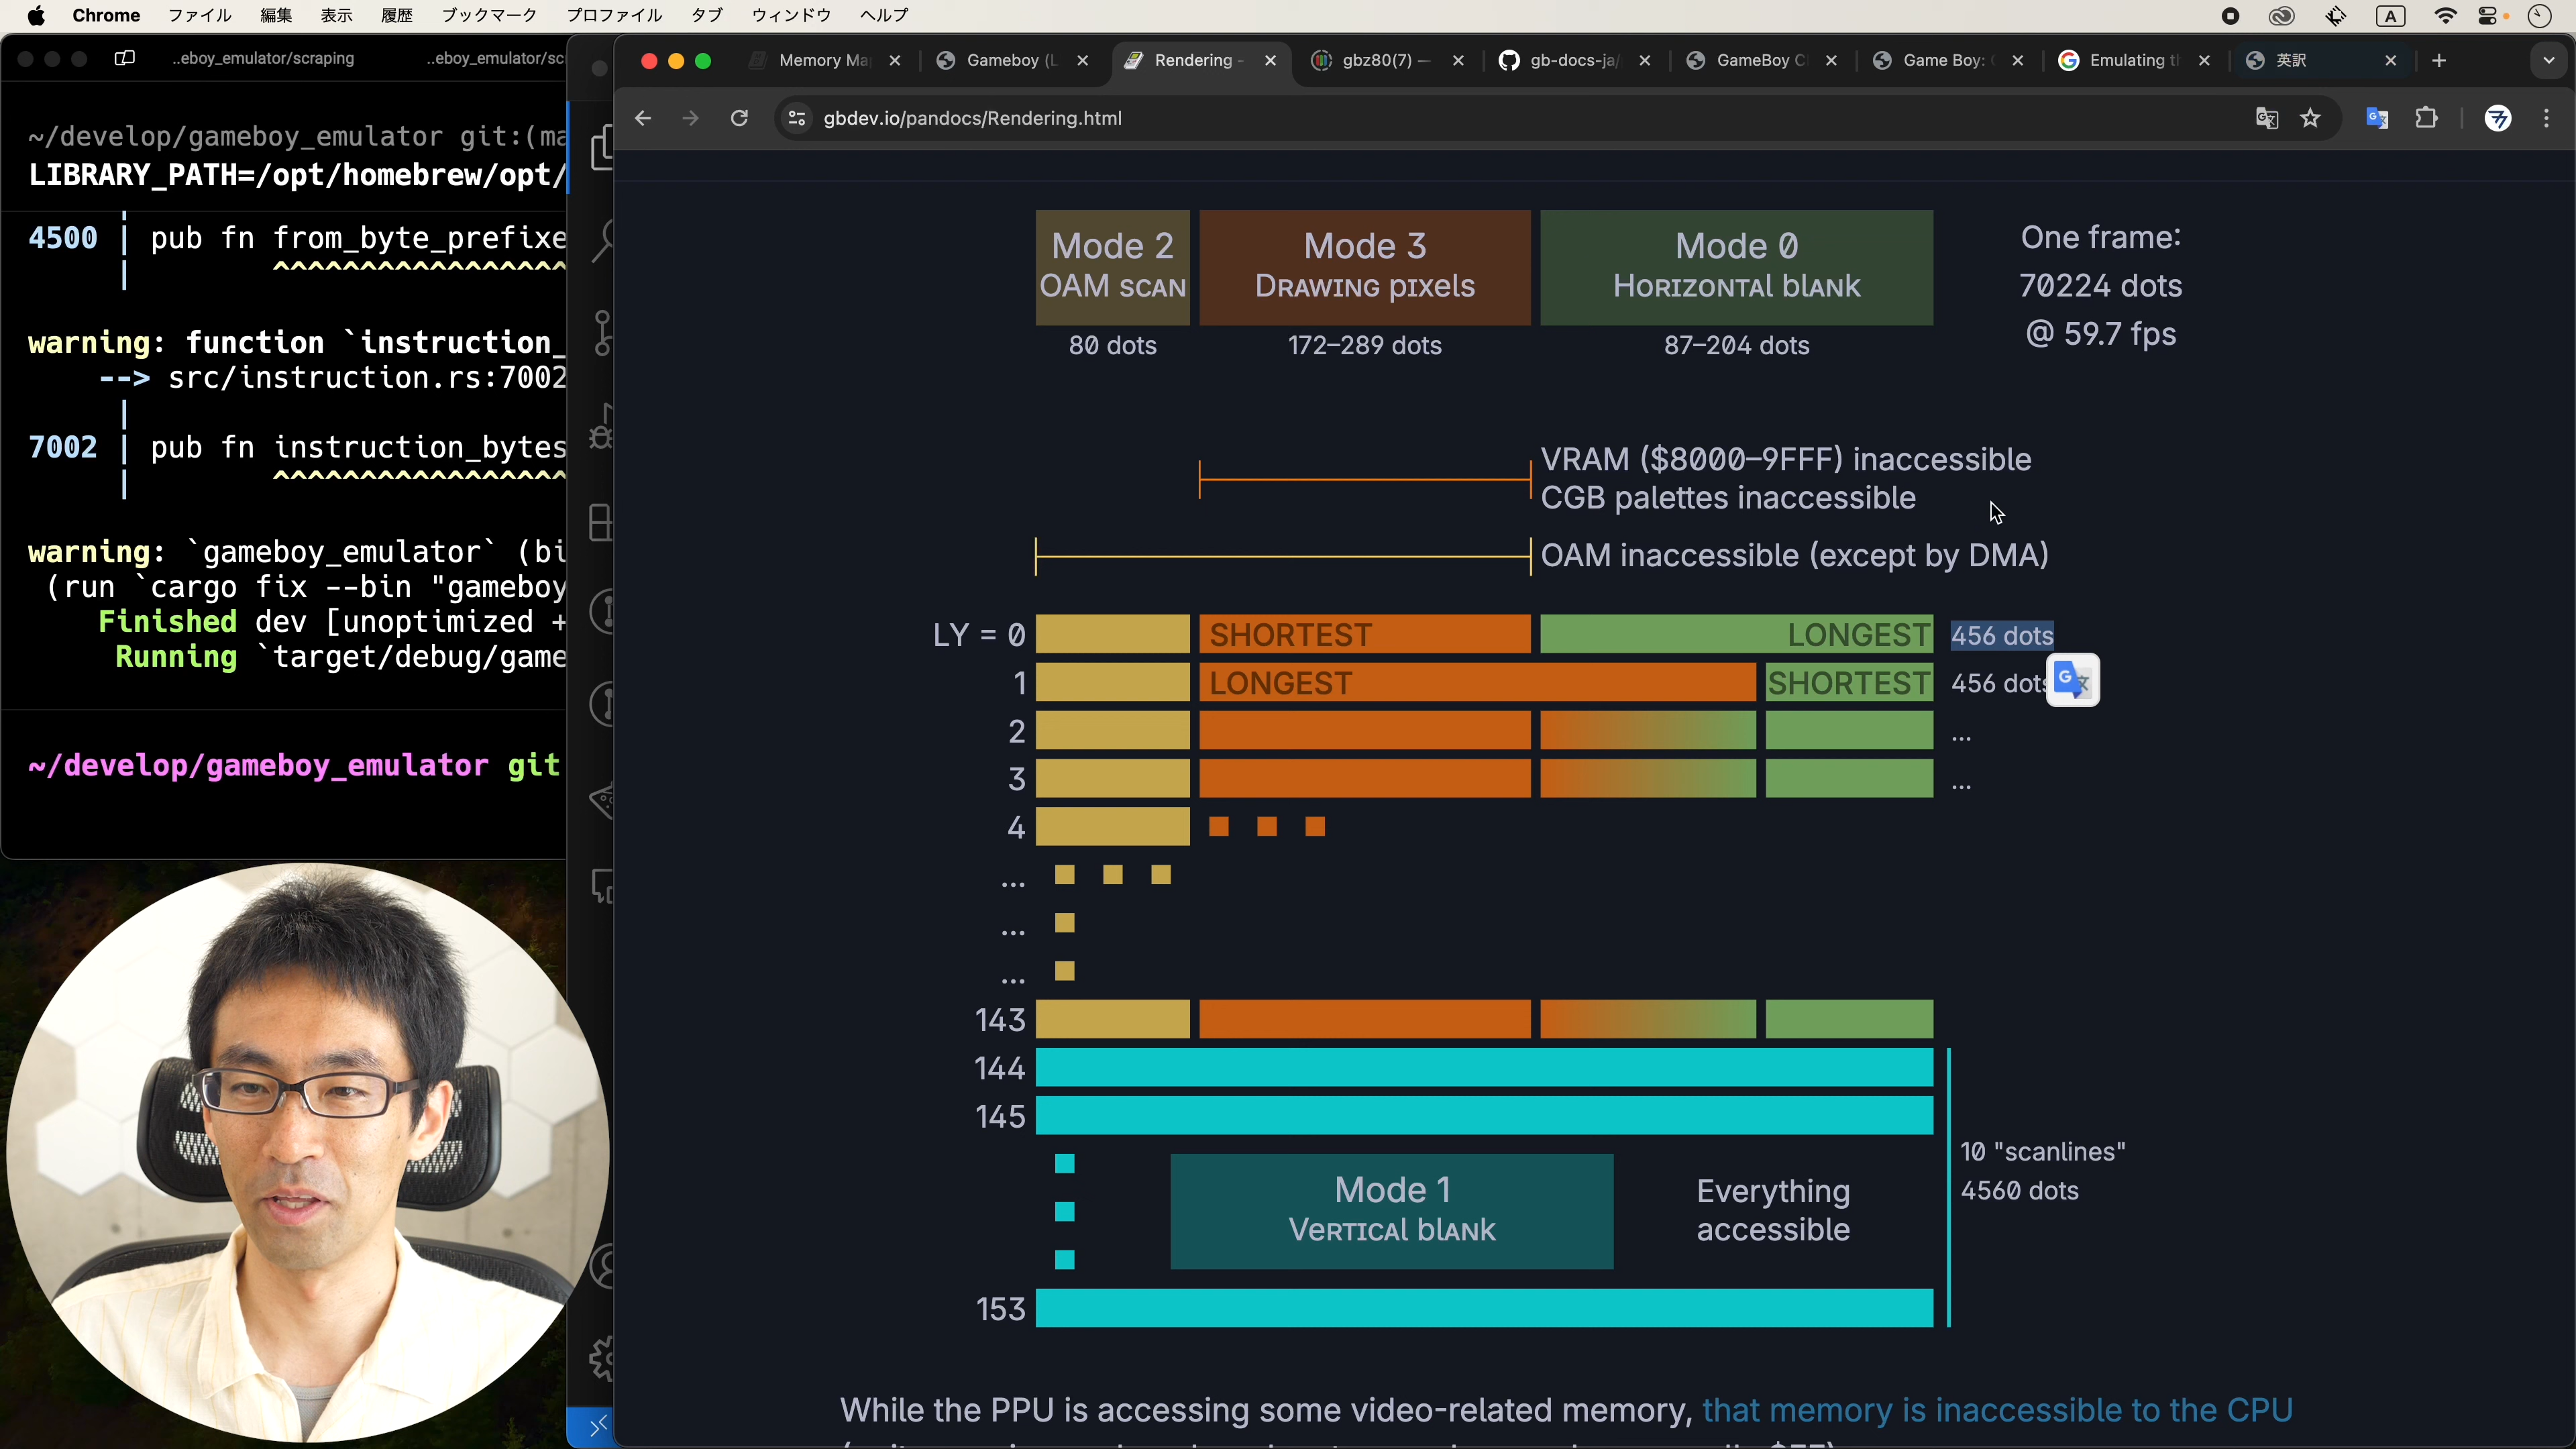 Chrome ファイル 編集 表示 履歴 ブックマーク プロファイル タブ ウィンドウ ヘルプ
A
..eboy_emulator/scraping
..eboy_emulator/sc
~/develop/gameboy_emulator git:(ma
LIBRARY_PATH=/opt/homebrew/opt/
4500 | pub fn from_byte_prefixe
^^^^^^^^^^^^^^^^^
|
warning: function `instruction_
--> src/instruction.rs:7002
|
7002 | pub fn instruction_bytes
| ^^^^^^^^^^^^^^^^^
|
warning: `gameboy_emulator` (bi
(run `cargo fix --bin "gameboy
Finished dev [unoptimized +
Running `target/debug/game
~/develop/gameboy_emulator git
Memory Ma
Gameboy (L
Rendering -
gbz80(7) —
gb-docs-ja/
GameBoy C
Game Boy:
Emulating t
英訳
gbdev.io/pandocs/Rendering.html
Mode 2
OAM SCAN
80 dots
Mode 3
DRAWING pIxels
172–289 dots
Mode 0
HORIZONTAl blANk
87–204 dots
One frame:
70224 dots
@ 59.7 fps
VRAM ($8000–9FFF) inaccessible
CGB palettes inaccessible
OAM inaccessible (except by DMA)
LY = 0 SHORTEST LONGEST 456 dots
1 LONGEST SHORTEST 456 dots
2 ...
3 ...
4
...
...
...
143
144
145
Mode 1
VeRTICAl blANk
Everything
accessible
10 "scanlines"
4560 dots
153
While the PPU is accessing some video-related memory, that memory is inaccessible to the CPU